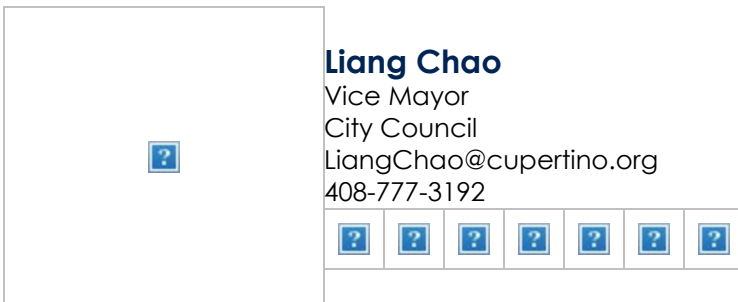 Liang Chao
Vice Mayor
City Council
LiangChao@cupertino.org
408-777-3192